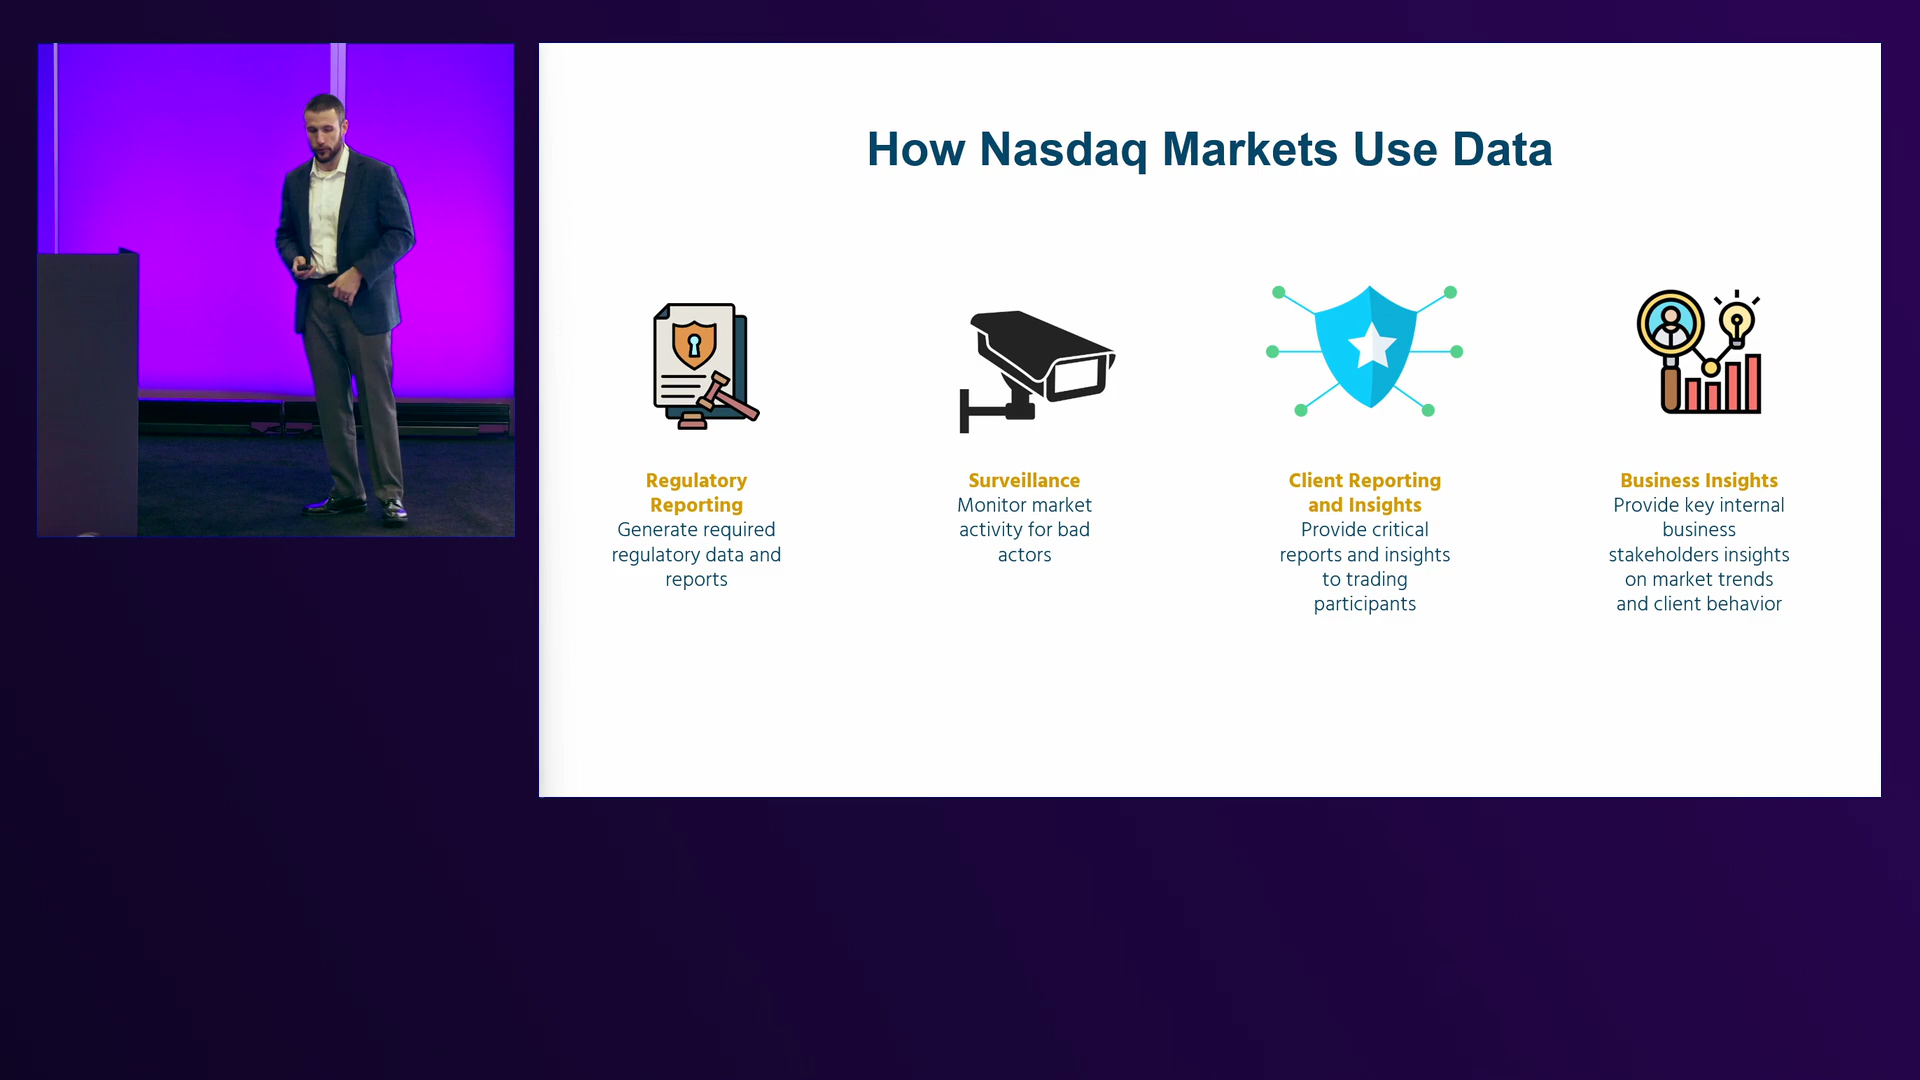 How Nasdaq Markets Use Data
Regulatory
Reporting
Generate required
regulatory data and
reports
Surveillance
Monitor market
activity for bad
actors
Client Reporting
and Insights
Provide critical
reports and insights
to trading
participants
Business Insights
Provide key internal
business
stakeholders insights
on market trends
and client behavior